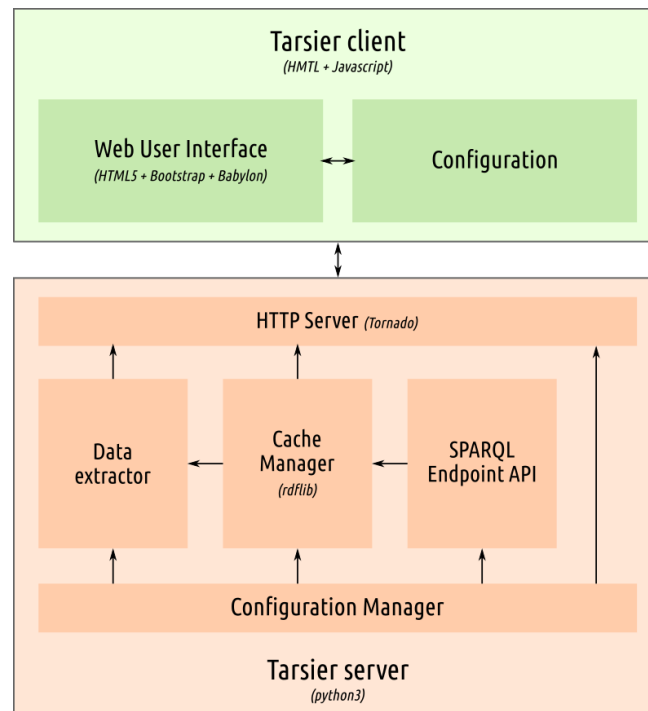 Tarsier client
(HMTL + Javascript)
Web User Interface
(HTML5 + Bootstrap + Babylon)
Configuration
HTTP Server (Tornado)
Data
extractor
Cache
Manager
(rdflib)
SPARQL
Endpoint API
Configuration Manager
Tarsier server
(python3)